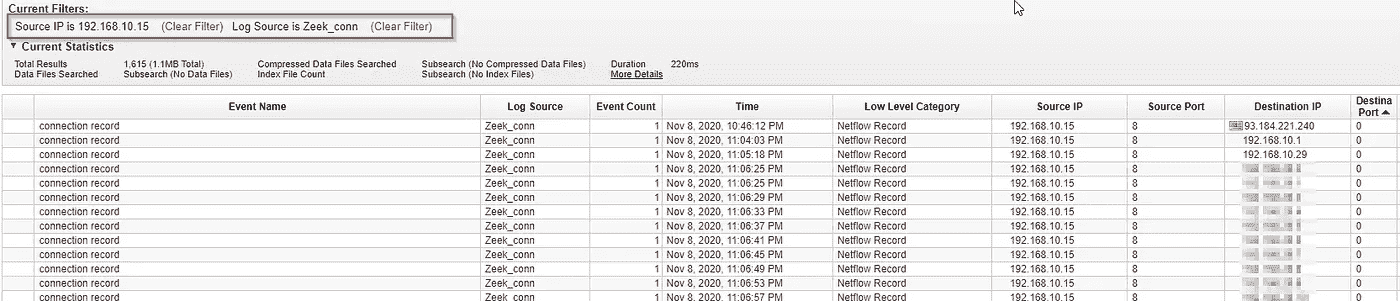 Current Filters:
Source IP is 192.168.10.15 (Clear Filter) Log Source is Zeek_conn (Clear Filter)
▼ Current Statistics
Total Results 1,615 (1.1MB Total) Compressed Data Files Searched Subsearch (No Compressed Data Files) Duration 220ms
Data Files Searched Subsearch (No Data Files) Index File Count Subsearch (No Index Files) More Details
Event Name Log Source Event Count Time Low Level Category Source IP Source Port Destination IP Destina
Port ▲
connection record Zeek_conn 1 Nov 8, 2020, 10:46:12 PM Netflow Record 192.168.10.15 8 93.184.221.240 0
connection record Zeek_conn 1 Nov 8, 2020, 11:04:03 PM Netflow Record 192.168.10.15 8 192.168.10.1 0
connection record Zeek_conn 1 Nov 8, 2020, 11:05:18 PM Netflow Record 192.168.10.15 8 192.168.10.29 0
connection record Zeek_conn 1 Nov 8, 2020, 11:06:25 PM Netflow Record 192.168.10.15 8 0
connection record Zeek_conn 1 Nov 8, 2020, 11:06:25 PM Netflow Record 192.168.10.15 8 0
connection record Zeek_conn 1 Nov 8, 2020, 11:06:29 PM Netflow Record 192.168.10.15 8 0
connection record Zeek_conn 1 Nov 8, 2020, 11:06:33 PM Netflow Record 192.168.10.15 8 0
connection record Zeek_conn 1 Nov 8, 2020, 11:06:37 PM Netflow Record 192.168.10.15 8 0
connection record Zeek_conn 1 Nov 8, 2020, 11:06:41 PM Netflow Record 192.168.10.15 8 0
connection record Zeek_conn 1 Nov 8, 2020, 11:06:45 PM Netflow Record 192.168.10.15 8 0
connection record Zeek_conn 1 Nov 8, 2020, 11:06:49 PM Netflow Record 192.168.10.15 8 0
connection record Zeek_conn 1 Nov 8, 2020, 11:06:53 PM Netflow Record 192.168.10.15 8 0
connection record Zeek_conn 1 Nov 8, 2020, 11:06:57 PM Netflow Record 192.168.10.15 8 0